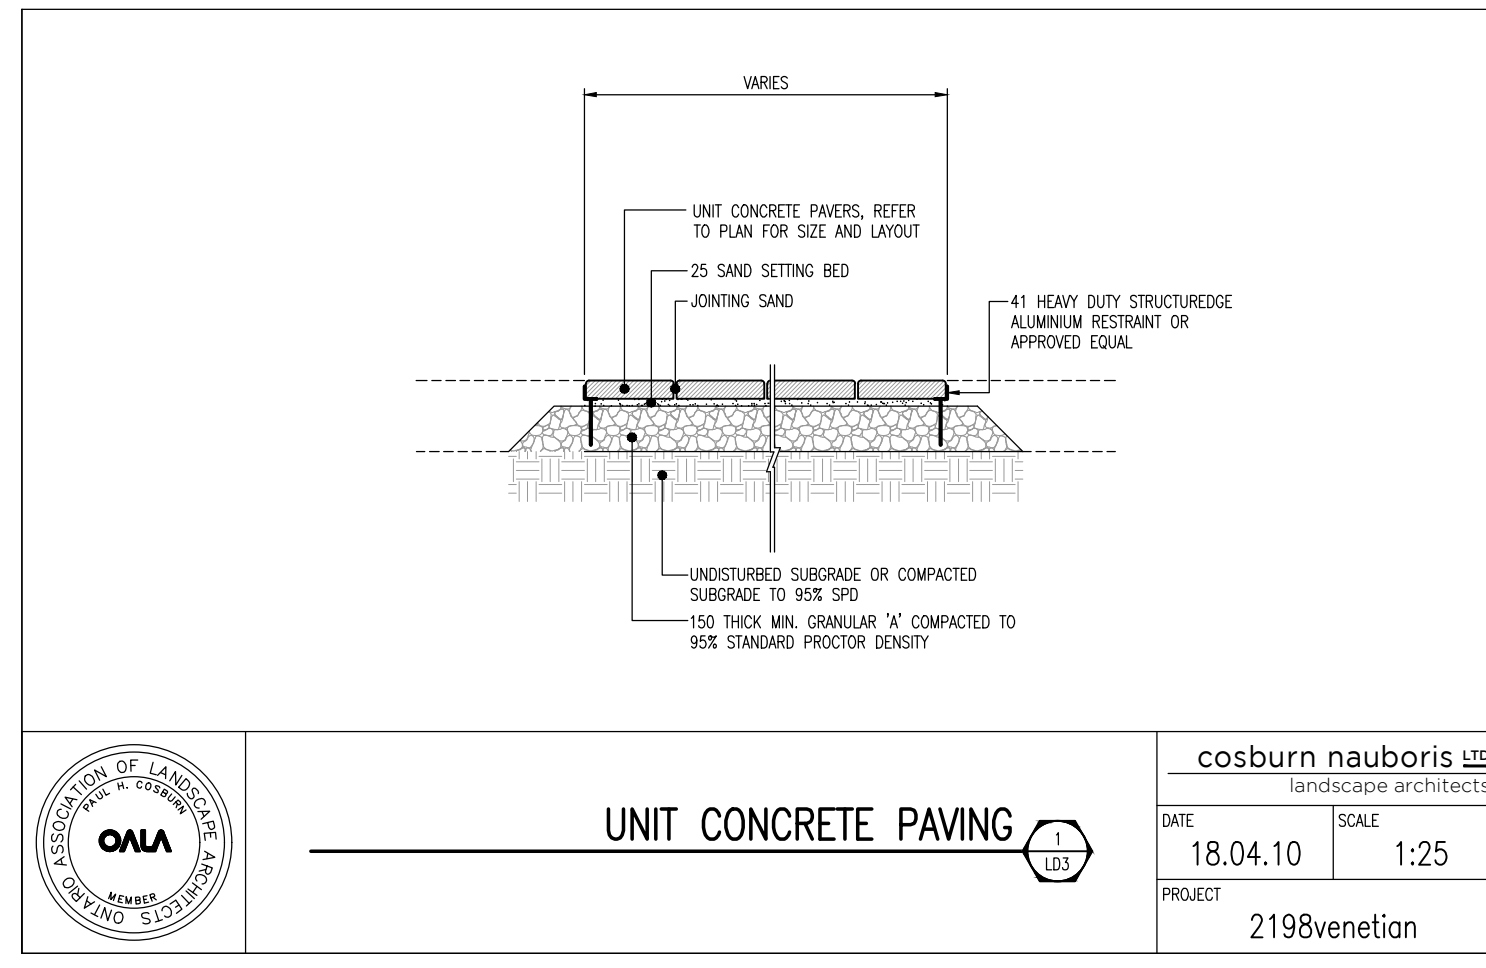 VARIES
UNIT CONCRETE PAVERS, REFER
TO PLAN FOR SIZE AND LAYOUT
25 SAND SETTING BED
JOINTING SAND
41 HEAVY DUTY STRUCTUREDGE
ALUMINIUM RESTRAINT OR
APPROVED EQUAL
UNDISTURBED SUBGRADE OR COMPACTED
SUBGRADE TO 95% SPD
150 THICK MIN. GRANULAR 'A' COMPACTED TO
95% STANDARD PROCTOR DENSITY
ONTARIO ASSOCIATION OF LANDSCAPE ARCHITECTS
PAUL H. COSBURN
OALA
MEMBER
UNIT CONCRETE PAVING
1
LD3
cosburn nauboris LTD
landscape architects
DATE
18.04.10
SCALE
1:25
PROJECT
2198venetian